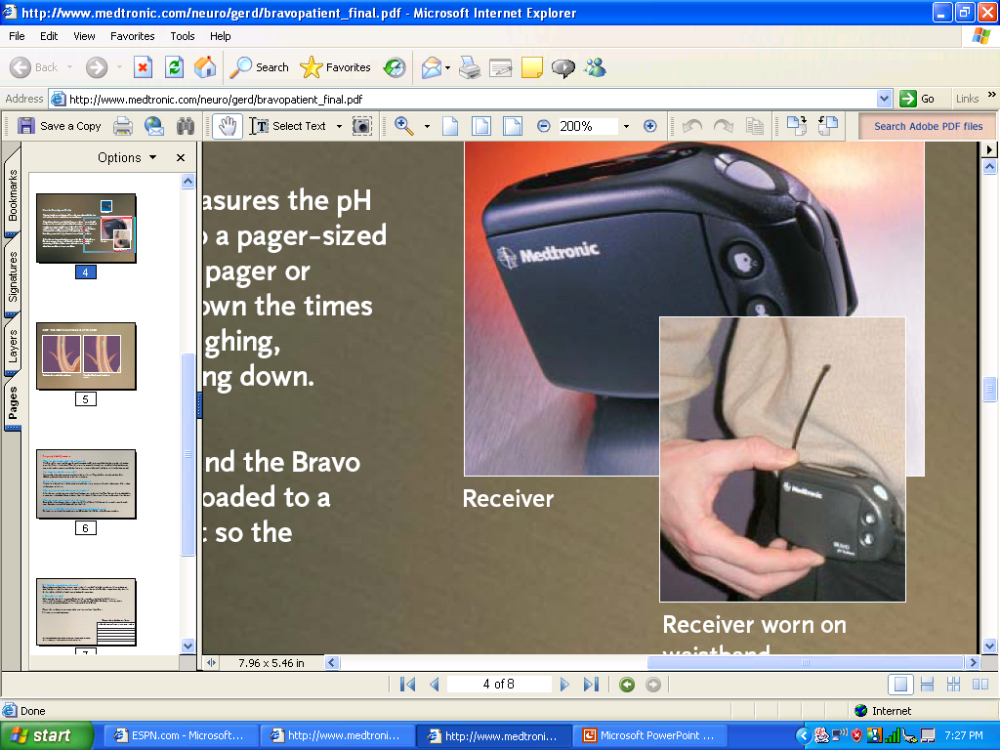 http://www.medtronic.com/neuro/gerd/bravopatient_final.pdf - Microsoft Internet Explorer
File Edit View Favorites Tools Help
Back Search Favorites
Address http://www.medtronic.com/neuro/gerd/bravopatient_final.pdf Go Links »
Save a Copy Select Text 200% Search Adobe PDF files
Options
Bookmarks
Signatures
Layers
Pages
4
5
6
7
asures the pH
o a pager-sized
pager or
own the times
ghing,
ng down.
nd the Bravo
oaded to a
t so the
Medtronic
Receiver
Medtronic
BRAVO
Receiver worn on
waistband
7.96 x 5.46 in
4 of 8
Done Internet
start ESPN.com - Microsoft... http://www.medtroni... http://www.medtroni... Microsoft PowerPoint ... 7:27 PM